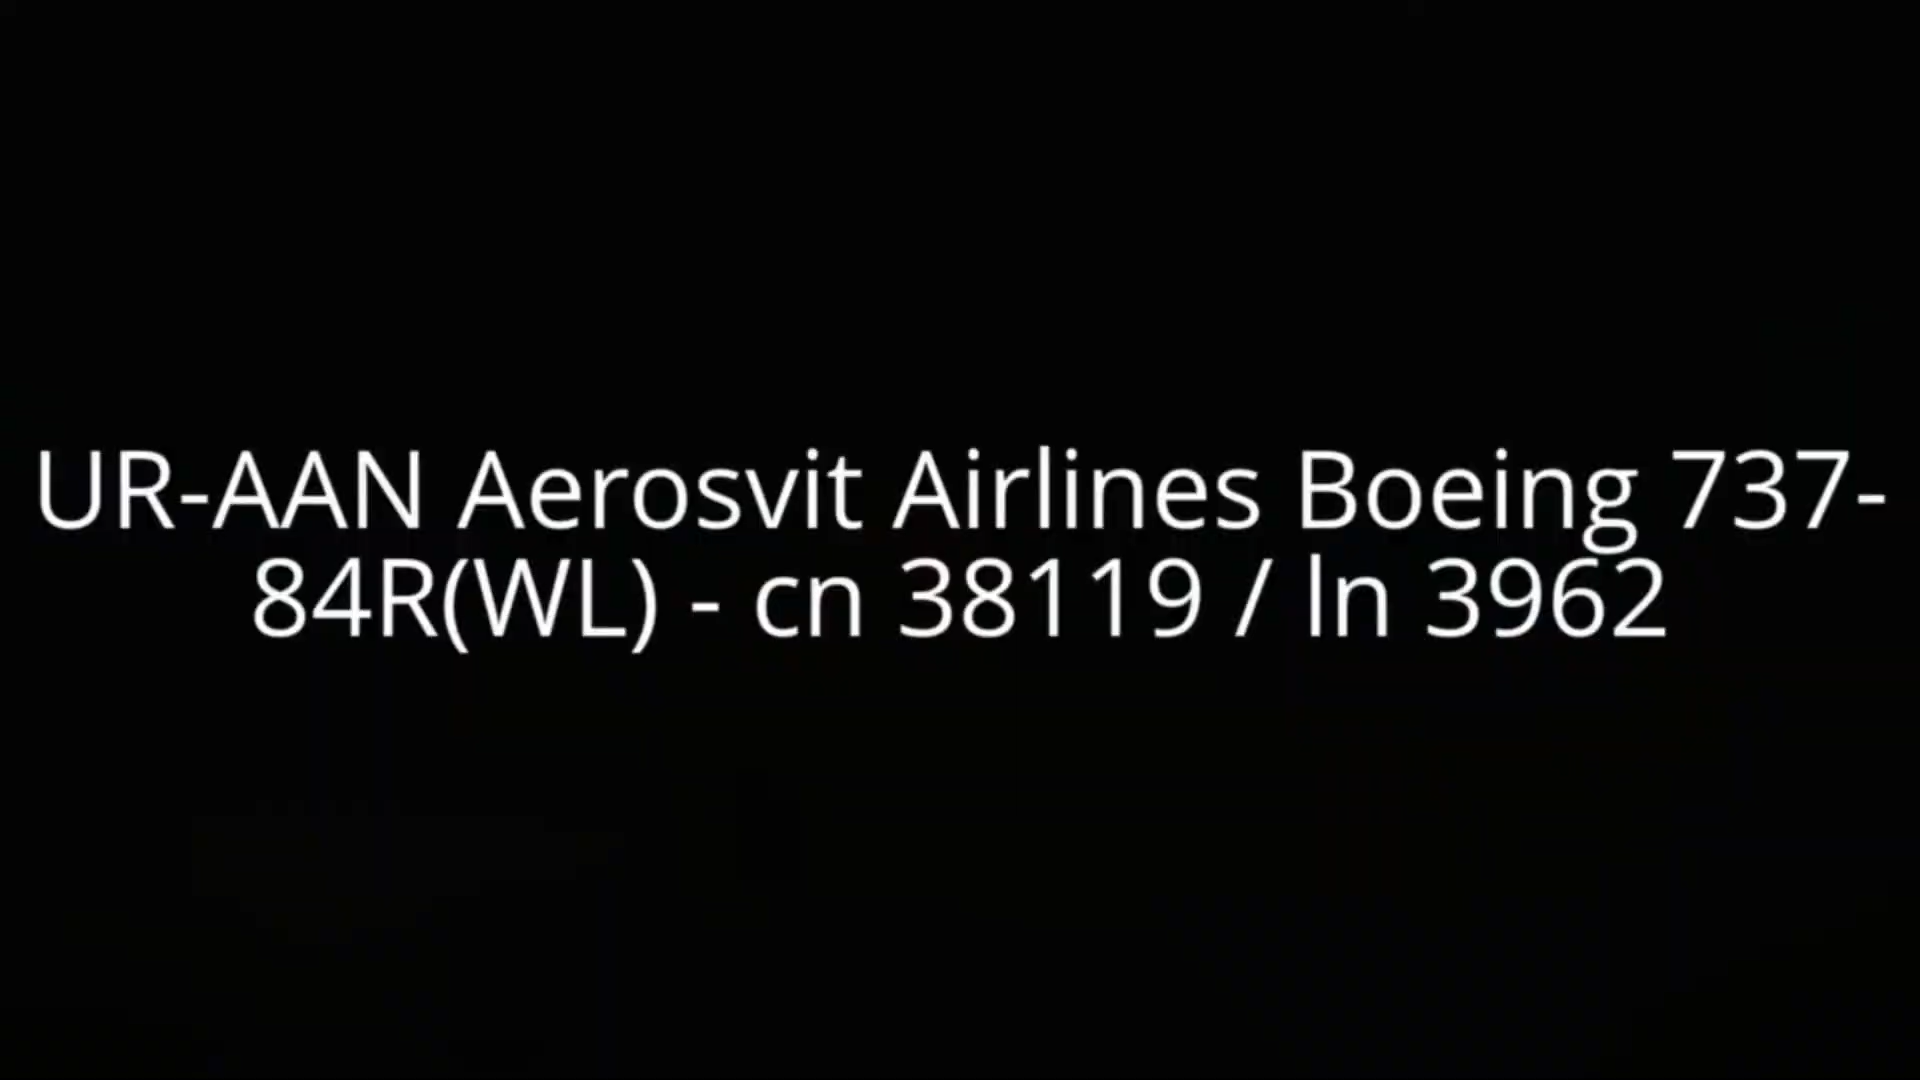 UR-AAN Aerosvit Airlines Boeing 737-
84R(WL) - cn 38119 / ln 3962